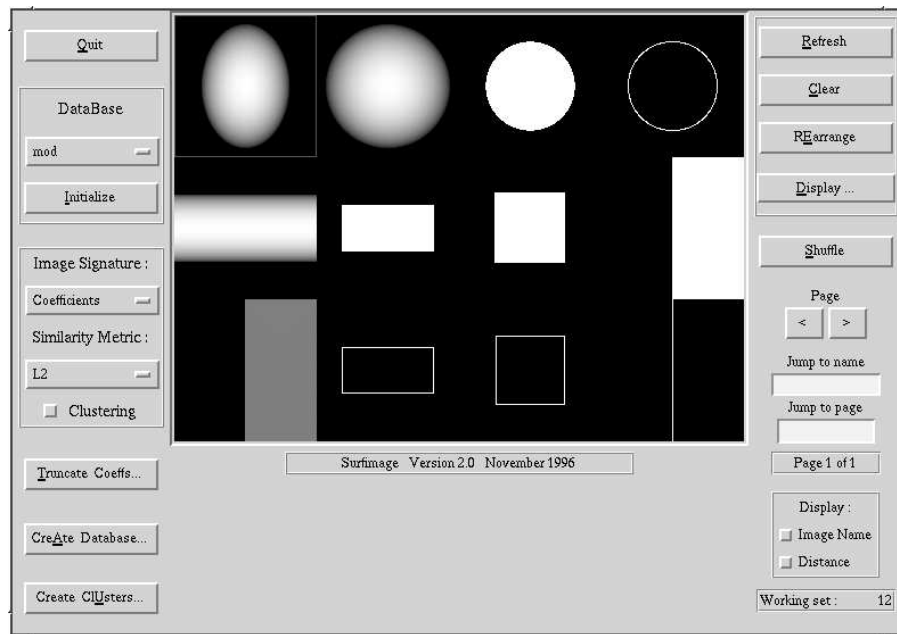 Quit
DataBase
mod
Initialize
Image Signature :
Coefficients
Similarity Metric :
L2
Clustering
Truncate Coeffs...
CreAte Database...
Create ClUsters...
Surfimage Version 2.0 November 1996
Refresh
Clear
REarrange
Display ...
Shuffle
Page
< >
Jump to name
Jump to page
Page 1 of 1
Display :
Image Name
Distance
Working set : 12